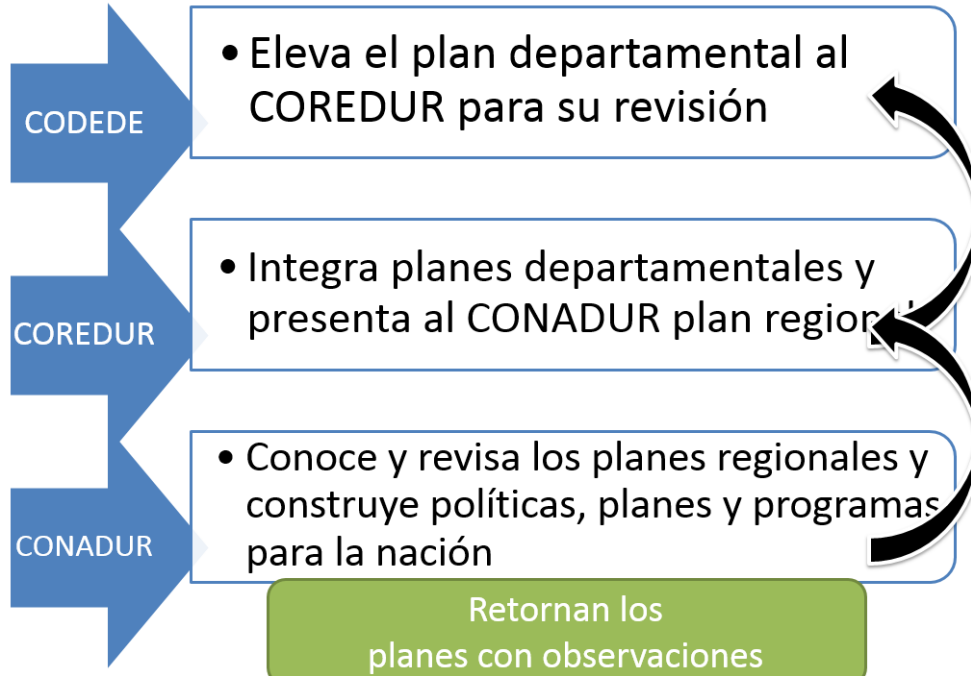 CODEDE
• Eleva el plan departamental al
COREDUR para su revisión
COREDUR
• Integra planes departamentales y
presenta al CONADUR plan regional
CONADUR
• Conoce y revisa los planes regionales y
construye políticas, planes y programas
para la nación
Retornan los
planes con observaciones